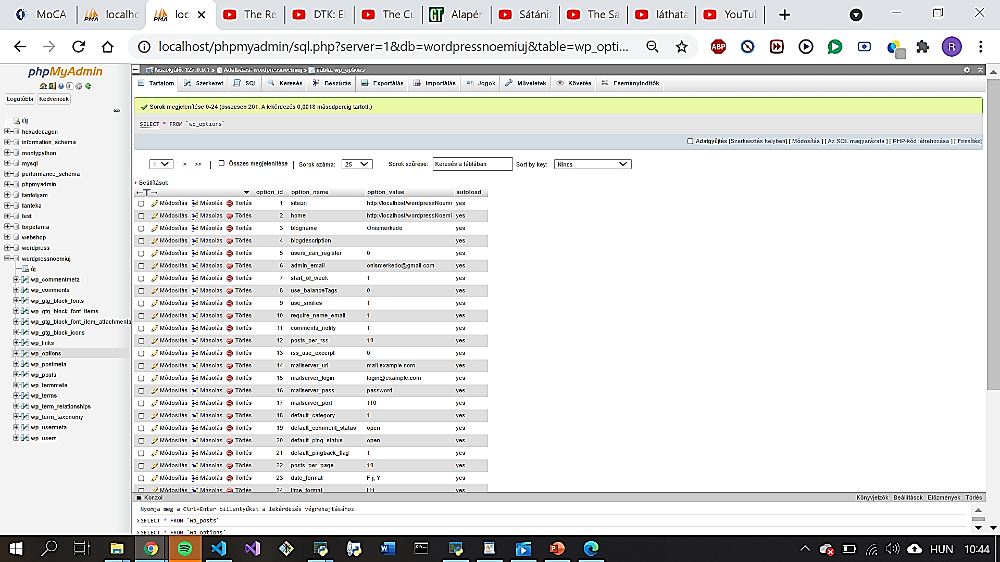 MoCA
localhc
loc
The Re
DTK: El
The Cu
Alapér
Sátániz
The Sa
láthata
YouTu
localhost/phpmyadmin/sql.php?server=1&db=wordpressnoemiuj&table=wp_opti...
phpMyAdmin
Legutóbbi Kedvencek
Új
hexadecagon
information_schema
montypython
mysql
performance_schema
phpmyadmin
tanfolyam
tanteka
test
torpetarna
webshop
wordpress
wordpressnoemiuj
új
wp_commentmeta
wp_comments
wp_gtg_block_fonts
wp_gtg_block_font_items
wp_gtg_block_font_item_attachments
wp_gtg_block_icons
wp_links
wp_options
wp_postmeta
wp_posts
wp_termmeta
wp_terms
wp_term_relationships
wp_term_taxonomy
wp_usermeta
wp_users
Kiszolgáló: 127.0.0.1 » Adatbázis: wordpressnoemiuj » Tábla: wp_options
Tartalom Szerkezet SQL Keresés Beszúrás Exportálás Importálás Jogok Műveletek Követés Eseményindítók
Sorok megjelenítése 0-24 (összesen 201, A lekérdezés 0,0018 másodpercig tartott.)
SELECT * FROM `wp_options`
Adatgyűjtés [Szerkesztés helyben] [ Módosítás ] [ Az SQL magyarázata ] [ PHP-kód létrehozása ] [ Frissítés]
1 > >> | Összes megjelenítése | Sorok száma: 25 Sorok szűrése: Keresés a táblában Sort by key: Nincs
+ Beállítások
←T→ option_id option_name option_value autoload
Módosítás Másolás Törlés 1 siteurl http://localhost/wordpressNoemi yes
Módosítás Másolás Törlés 2 home http://localhost/wordpressNoemi yes
Módosítás Másolás Törlés 3 blogname Önismerkedo yes
Módosítás Másolás Törlés 4 blogdescription yes
Módosítás Másolás Törlés 5 users_can_register 0 yes
Módosítás Másolás Törlés 6 admin_email onismerkedo@gmail.com yes
Módosítás Másolás Törlés 7 start_of_week 1 yes
Módosítás Másolás Törlés 8 use_balanceTags 0 yes
Módosítás Másolás Törlés 9 use_smilies 1 yes
Módosítás Másolás Törlés 10 require_name_email 1 yes
Módosítás Másolás Törlés 11 comments_notify 1 yes
Módosítás Másolás Törlés 12 posts_per_rss 10 yes
Módosítás Másolás Törlés 13 rss_use_excerpt 0 yes
Módosítás Másolás Törlés 14 mailserver_url mail.example.com yes
Módosítás Másolás Törlés 15 mailserver_login login@example.com yes
Módosítás Másolás Törlés 16 mailserver_pass password yes
Módosítás Másolás Törlés 17 mailserver_port 110 yes
Módosítás Másolás Törlés 18 default_category 1 yes
Módosítás Másolás Törlés 19 default_comment_status open yes
Módosítás Másolás Törlés 20 default_ping_status open yes
Módosítás Másolás Törlés 21 default_pingback_flag 1 yes
Módosítás Másolás Törlés 22 posts_per_page 10 yes
Módosítás Másolás Törlés 23 date_format F j, Y yes
Módosítás Másolás Törlés 24 time_format H:i yes
Konzol Könyvjelzők Beállítások Előzmények Törlés
Nyomja meg a Ctrl+Enter billentyűket a lekérdezés végrehajtásához
>SELECT * FROM `wp_posts`
>SELECT * FROM `wp_options`
HUN 10:44